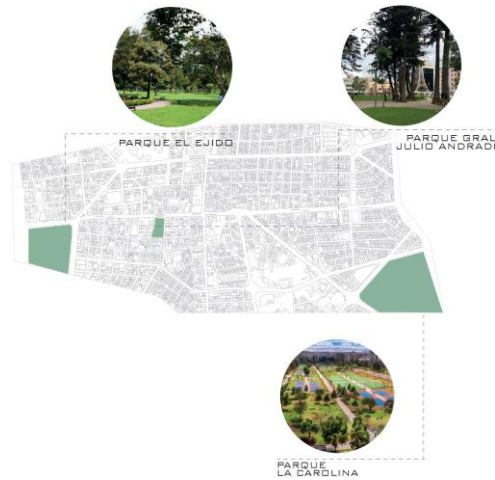 PARQUE EL EJIDO
PARQUE GRAL
JULIO ANDRADE
PARQUE
LA CAROLINA